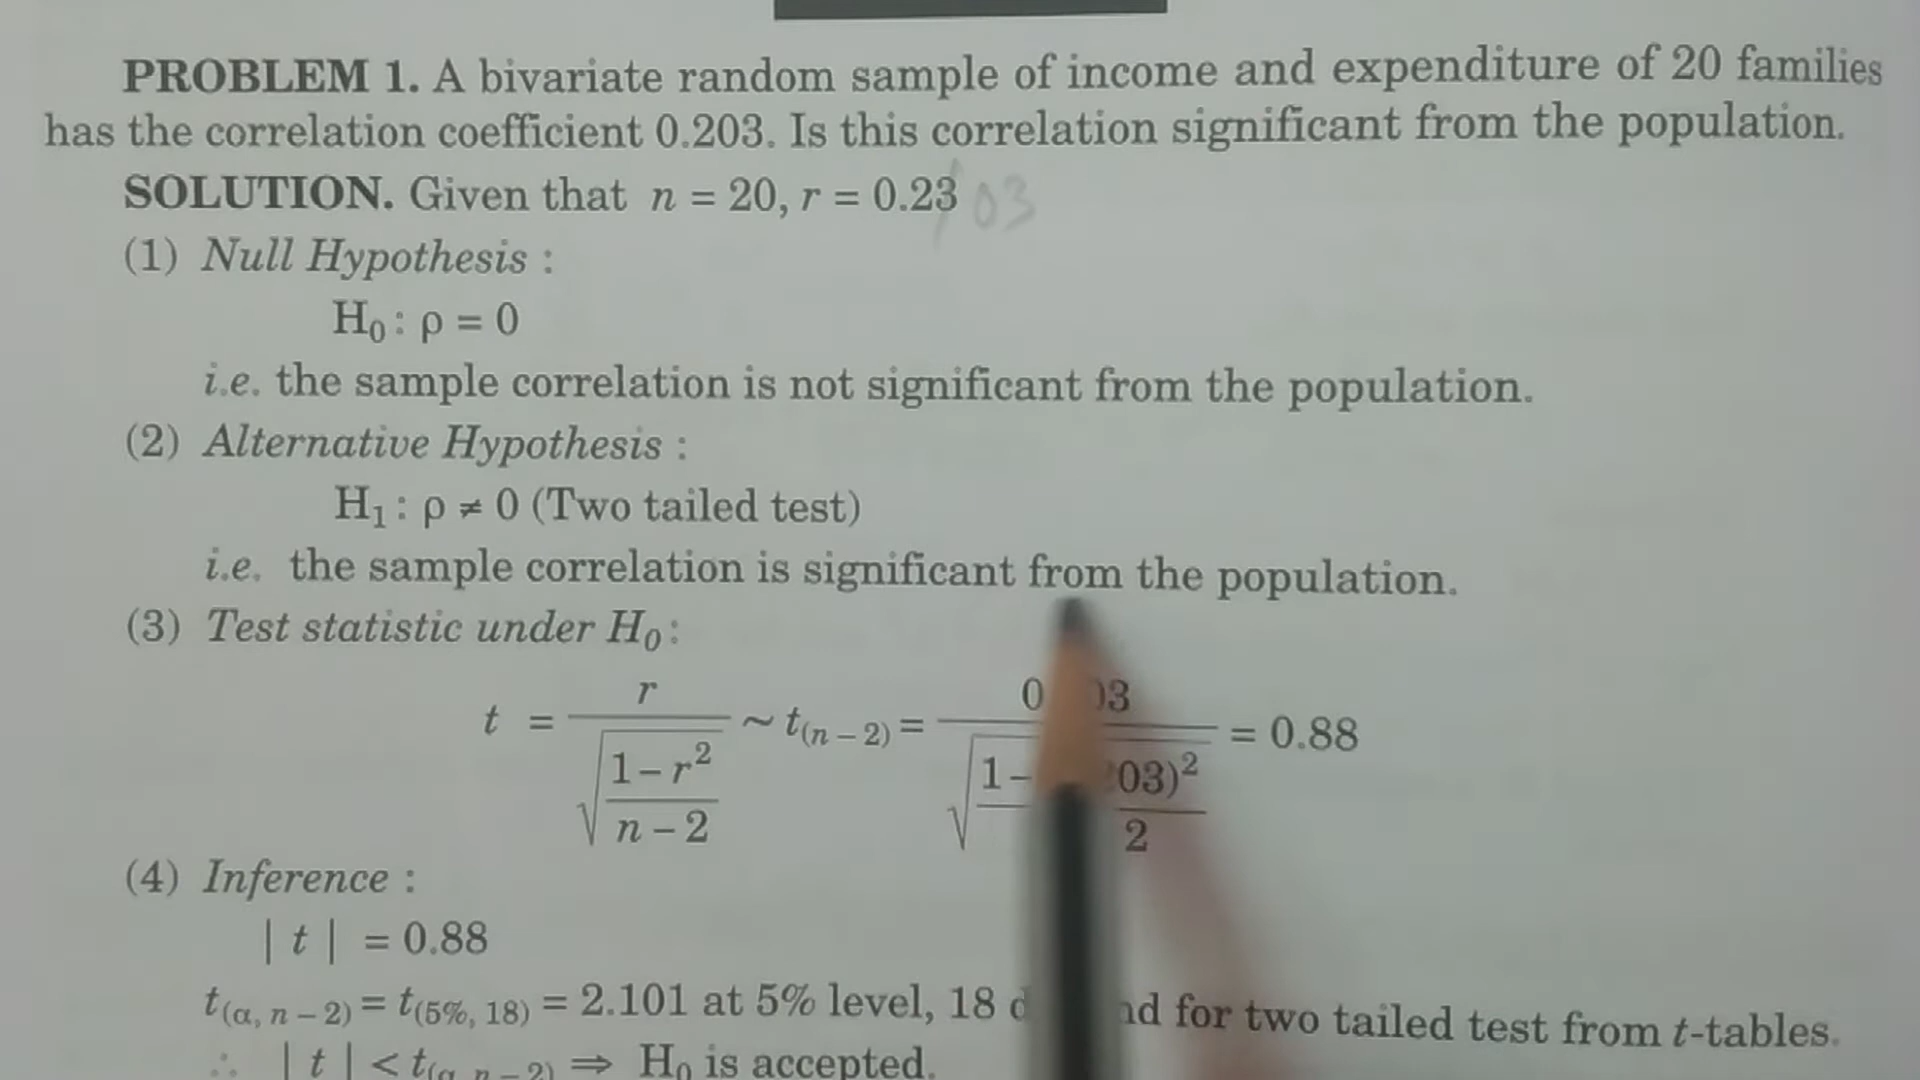 PROBLEM 1. A bivariate random sample of income and expenditure of 20 families
has the correlation coefficient 0.203. Is this correlation significant from the population.
SOLUTION. Given that n = 20, r = 0.23 03
(1) Null Hypothesis :
H₀ : ρ = 0
i.e. the sample correlation is not significant from the population.
(2) Alternative Hypothesis :
H₁ : ρ ≠ 0 (Two tailed test)
i.e. the sample correlation is significant from the population.
(3) Test statistic under H₀ :
t = r / √((1 – r²) / (n – 2)) ~ t₍ₙ ₋ ₂₎ = 0 03 / √(1 – 03)² / 2 = 0.88
(4) Inference :
| t | = 0.88
t(α, n – 2) = t(5%, 18) = 2.101 at 5% level, 18 for two tailed test from t-tables.
∴ | t | < t(α, n – 2) ⇒ H₀ is accepted.